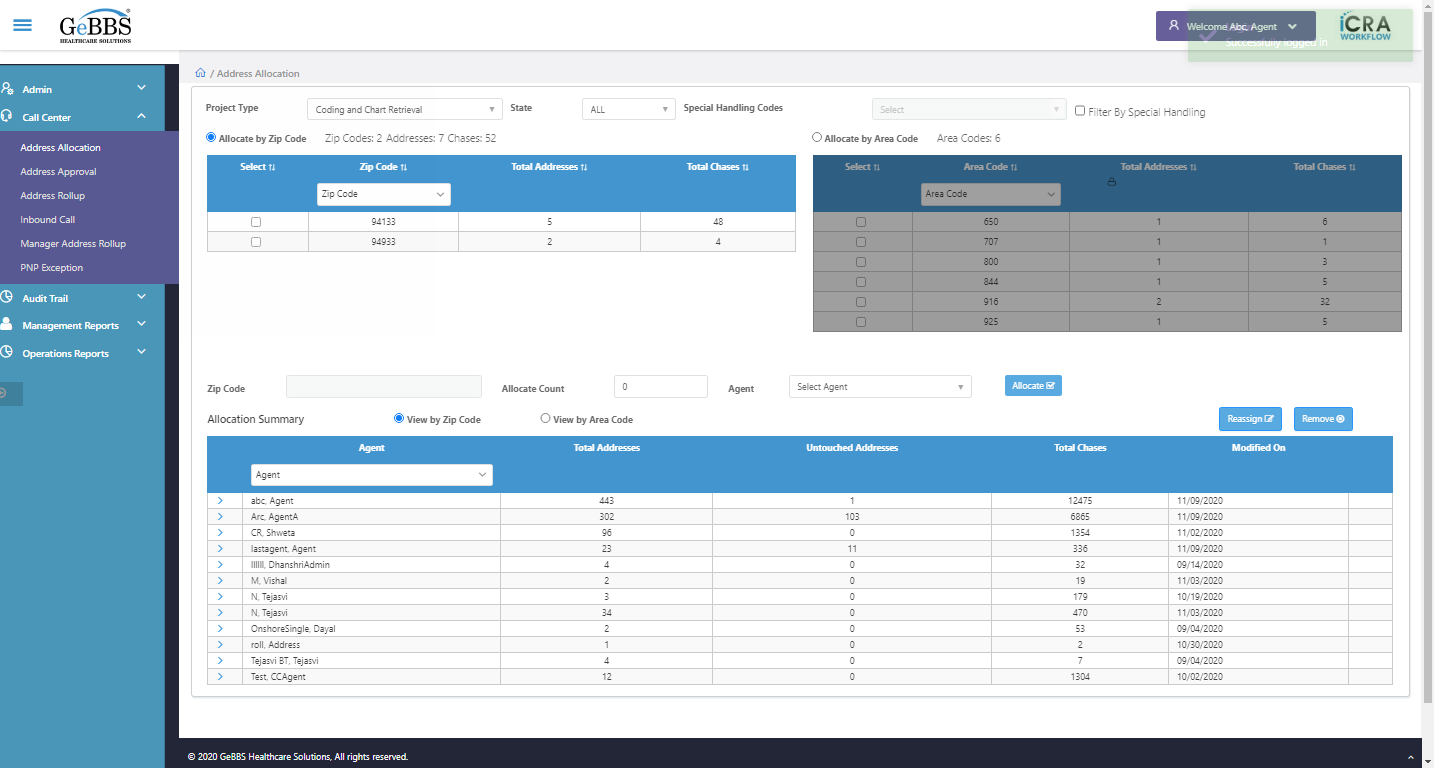 GeBBS
HEALTHCARE SOLUTIONS
Welcome Abc, Agent
Successfully logged in
iCRA
WORKFLOW
Admin
Call Center
Address Allocation
Address Approval
Address Rollup
Inbound Call
Manager Address Rollup
PNP Exception
Audit Trail
Management Reports
Operations Reports
/ Address Allocation
Project Type Coding and Chart Retrieval State ALL Special Handling Codes Select Filter By Special Handling
Allocate by Zip Code Zip Codes: 2 Addresses: 7 Chases: 52
Select Zip Code Total Addresses Total Chases
Zip Code
94133 5 48
94933 2 4
Allocate by Area Code Area Codes: 6
Select Area Code Total Addresses Total Chases
Area Code
650 1 6
707 1 1
800 1 3
844 1 5
916 2 32
925 1 5
Zip Code Allocate Count 0 Agent Select Agent Allocate
Allocation Summary View by Zip Code View by Area Code Reassign Remove
Agent Total Addresses Untouched Addresses Total Chases Modified On
Agent
abc, Agent 443 1 12475 11/09/2020
Arc, AgentA 302 103 6865 11/09/2020
CR, Shweta 96 0 1354 11/02/2020
lastagent, Agent 23 11 336 11/09/2020
DhanshriAdmin 4 0 32 09/14/2020
M, Vishal 2 0 19 11/03/2020
N, Tejasvi 3 0 179 10/19/2020
N, Tejasvi 34 0 470 11/03/2020
OnshoreSingle, Dayal 2 0 53 09/04/2020
roll, Address 1 0 2 10/30/2020
Tejasvi BT, Tejasvi 4 0 7 09/04/2020
Test, CCAgent 12 0 1304 10/02/2020
© 2020 GeBBS Healthcare Solutions, All rights reserved.